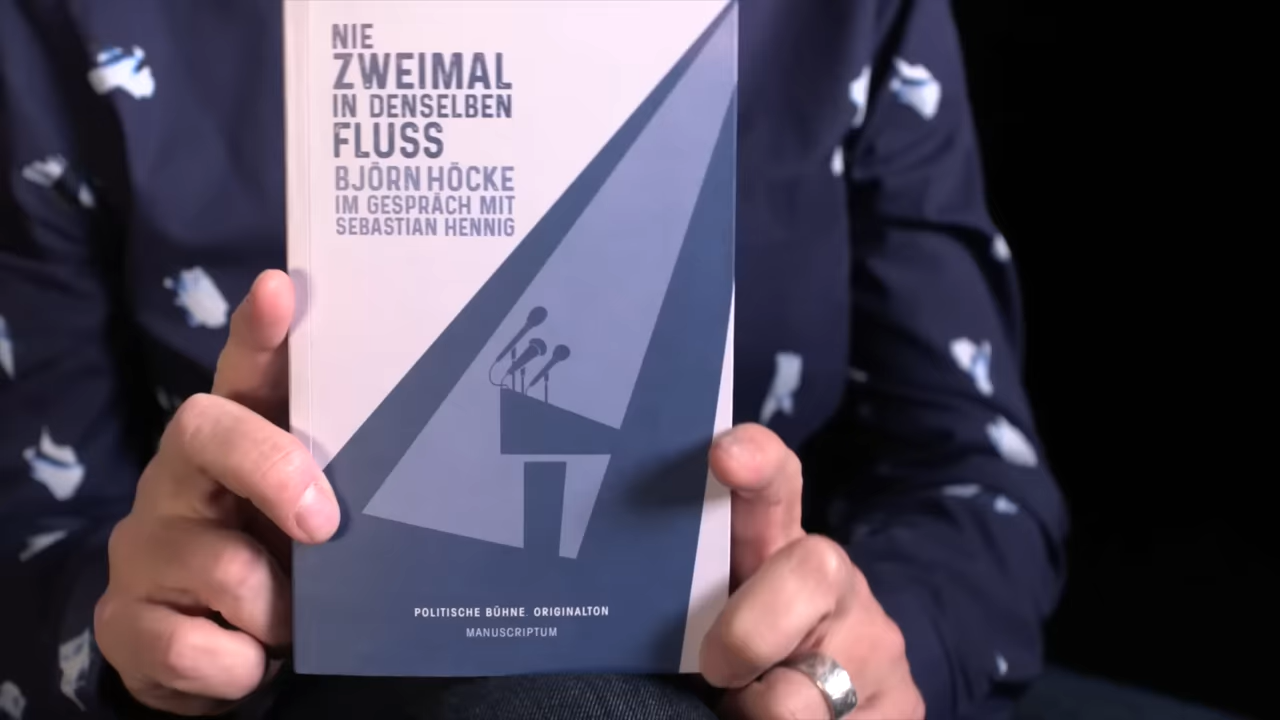 NIE
ZWEIMAL
IN DENSELBEN
FLUSS
BJÖRN HÖCKE
IM GESPRÄCH MIT
SEBASTIAN HENNIG
POLITISCHE BÜHNE. ORIGINALTON
MANUSCRIPTUM